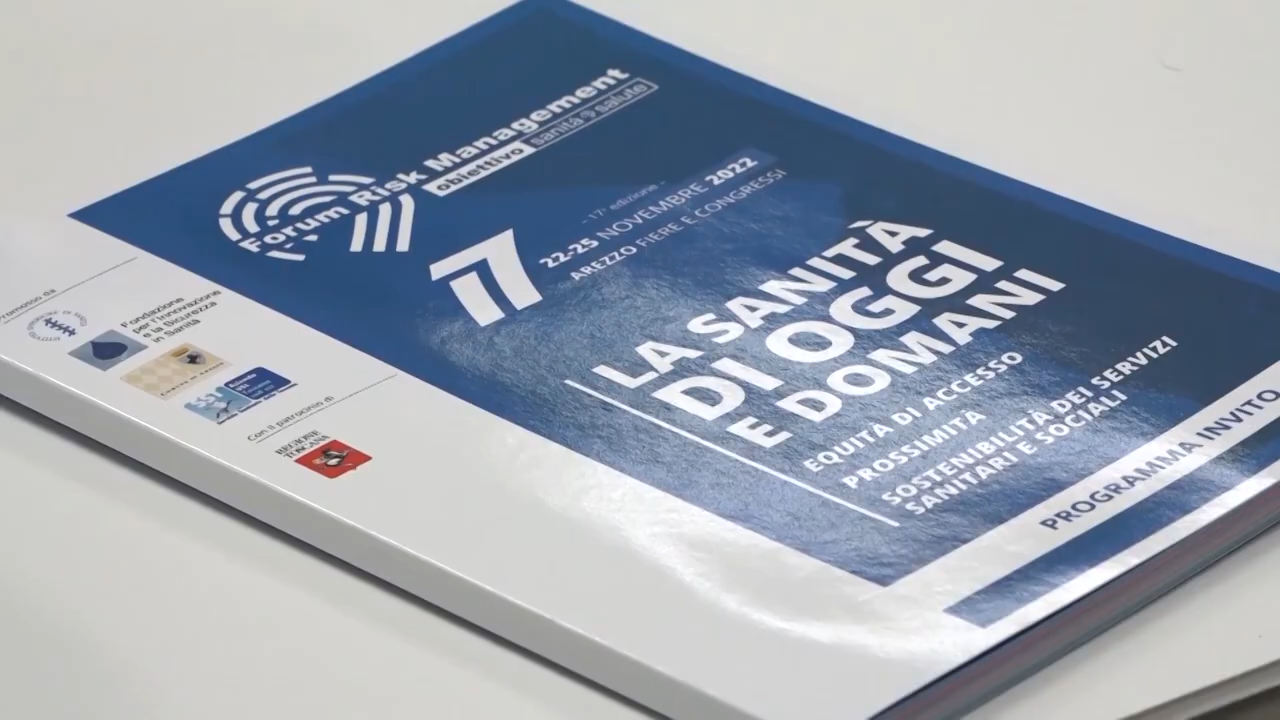 Forum Risk Management
obiettivo sanità e salute
17
- 17ª edizione -
22-25 NOVEMBRE 2022
AREZZO FIERE E CONGRESSI
LA SANITÀ
DI OGGI
E DOMANI
EQUITÀ DI ACCESSO
PROSSIMITÀ
SOSTENIBILITÀ DEI SERVIZI
SANITARI E SOCIALI
PROGRAMMA INVITO
Promosso da
Fondazione
per l'Innovazione
e la Sicurezza
in Sanità
Azienda
USL
Con il patrocinio di
REGIONE
TOSCANA